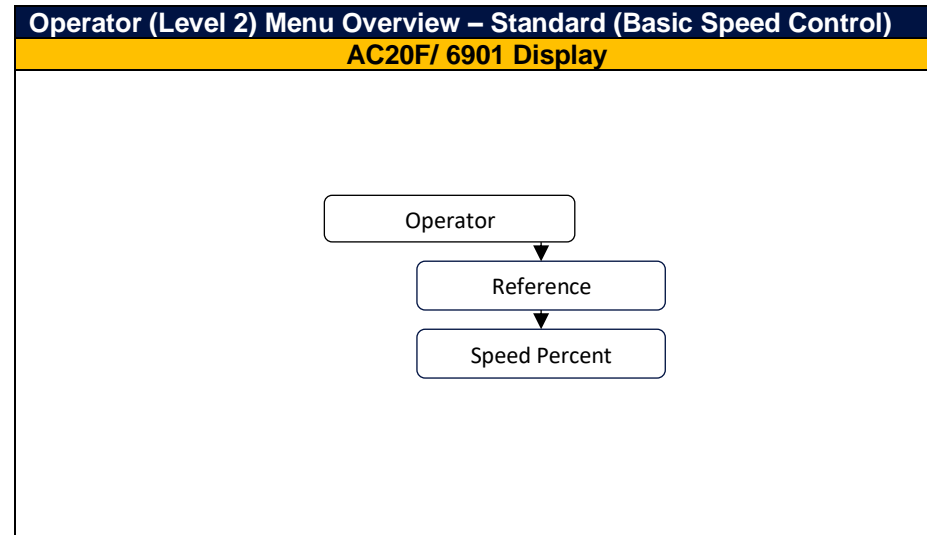 Operator (Level 2) Menu Overview – Standard (Basic Speed Control)
AC20F/ 6901 Display
Operator
Reference
Speed Percent